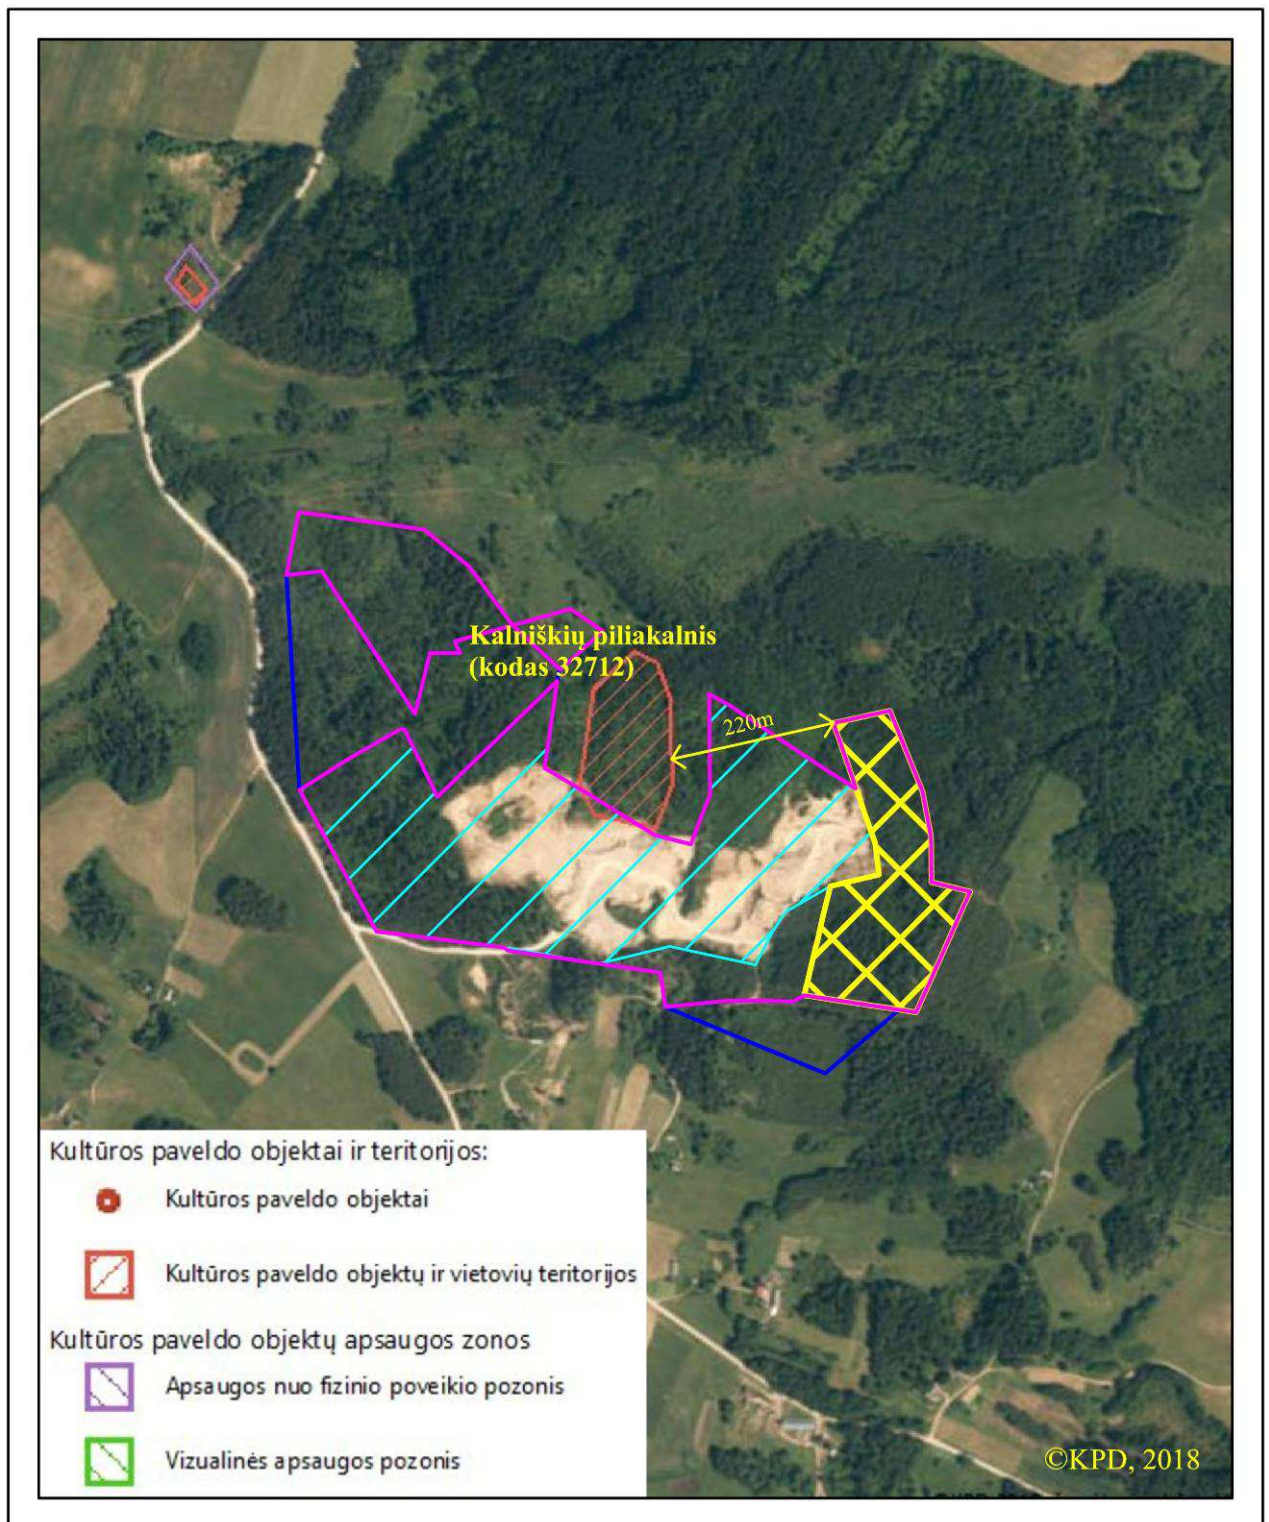 Kalniškių piliakalnis
(kodas 32712)
220m
Kultūros paveldo objektai ir teritorijos:
Kultūros paveldo objektai
Kultūros paveldo objektų ir vietovių teritorijos
Kultūros paveldo objektų apsaugos zonos
Apsaugos nuo fizinio poveikio pozonis
Vizualinės apsaugos pozonis
©KPD, 2018